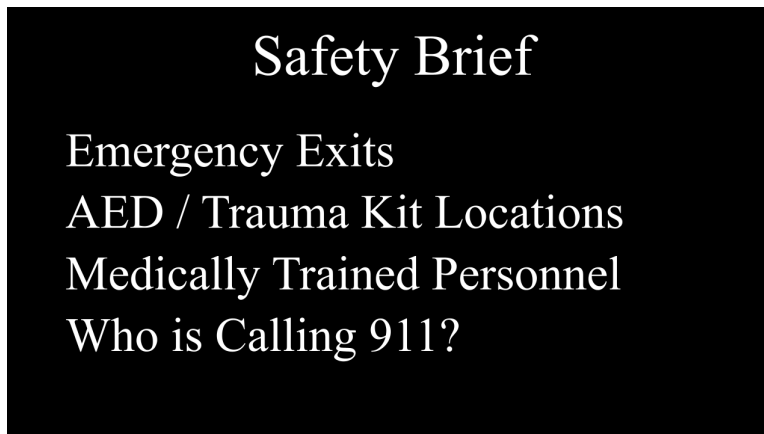 Safety Brief
Emergency Exits
AED / Trauma Kit Locations
Medically Trained Personnel
Who is Calling 911?